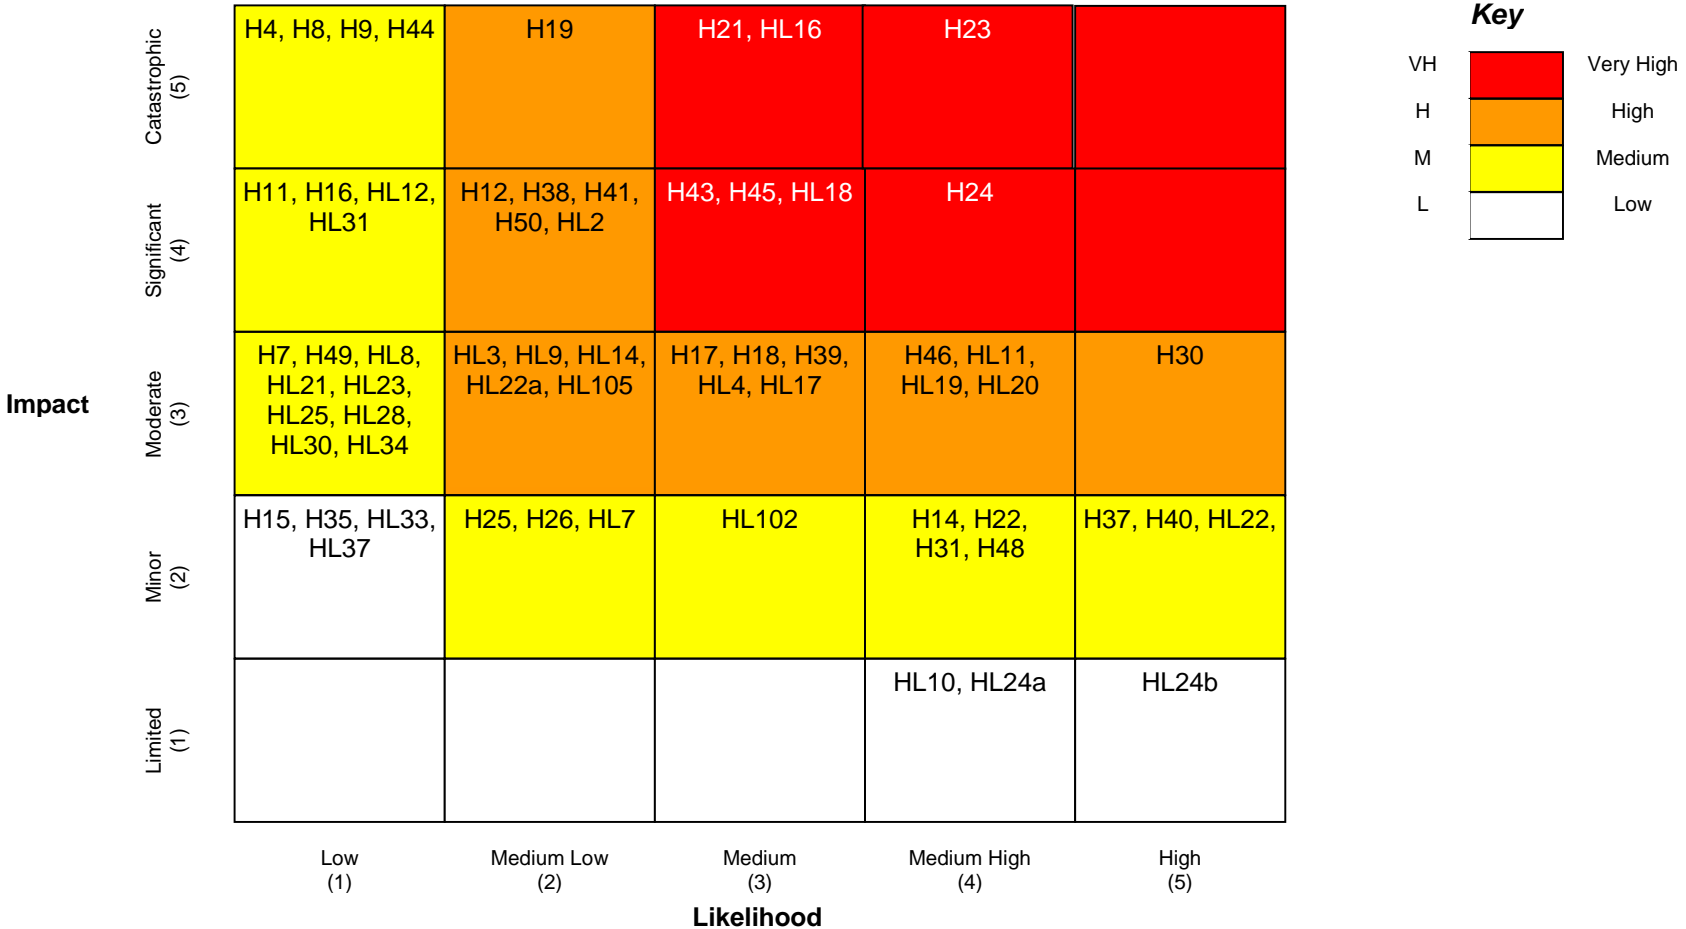 Key
VH
Very High
H
High
M
Medium
L
Low
Impact
Catastrophic
(5)
H4, H8, H9, H44
H19
H21, HL16
H23
Significant
(4)
H11, H16, HL12,
HL31
H12, H38, H41,
H50, HL2
H43, H45, HL18
H24
Moderate
(3)
H7, H49, HL8,
HL21, HL23,
HL25, HL28,
HL30, HL34
HL3, HL9, HL14,
HL22a, HL105
H17, H18, H39,
HL4, HL17
H46, HL11,
HL19, HL20
H30
Minor
(2)
H15, H35, HL33,
HL37
H25, H26, HL7
HL102
H14, H22,
H31, H48
H37, H40, HL22,
Limited
(1)
HL10, HL24a
HL24b
Low
(1)
Medium Low
(2)
Medium
(3)
Medium High
(4)
High
(5)
Likelihood